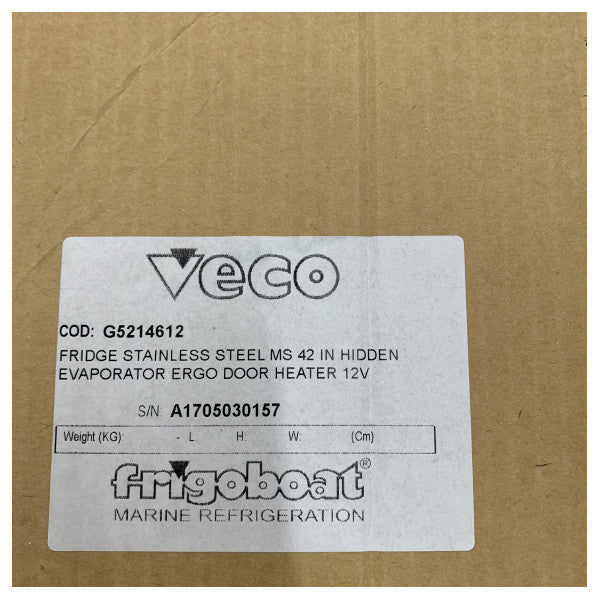 veco
COD: G5214612
FRIDGE STAINLESS STEEL MS 42 IN HIDDEN
EVAPORATOR ERGO DOOR HEATER 12V
S/N: A1705030157
Weight (KG): - L: H: W: (Cm)
frigoboat®
MARINE REFRIGERATION